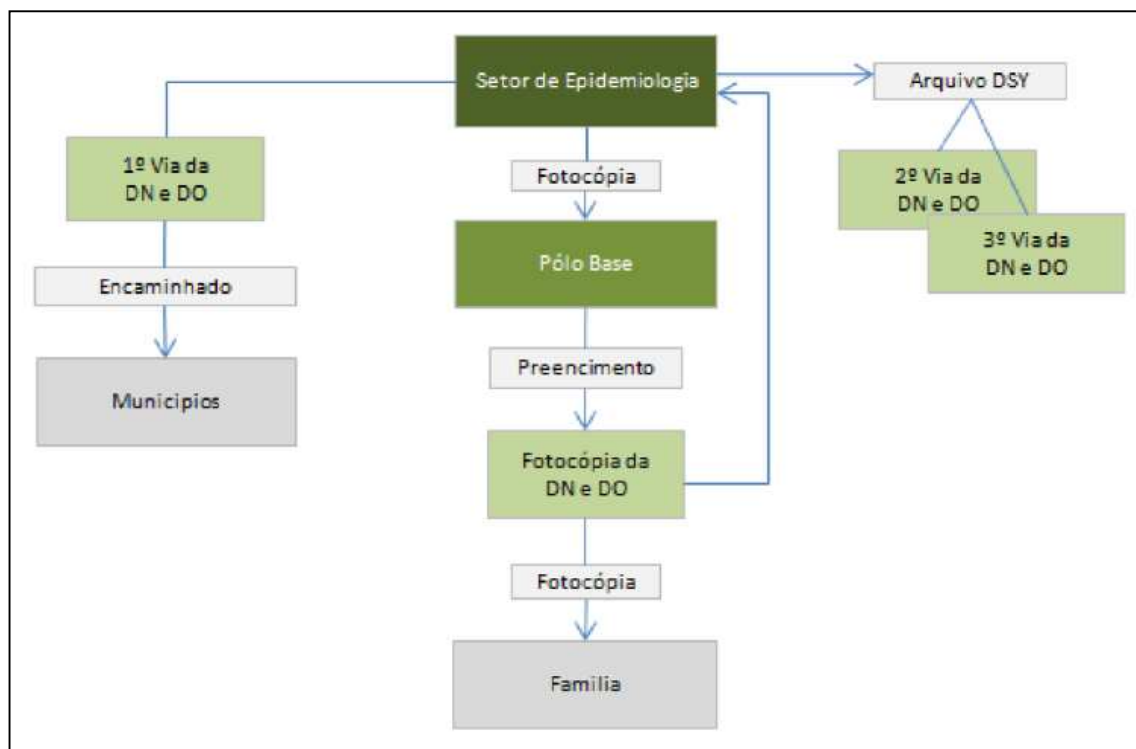 Setor de Epidemiologia
Arquivo DSY
1º Via da
DN e DO
Fotocópia
2º Via da
DN e DO
3º Via da
DN e DO
Encaminhado
Pólo Base
Municipios
Preencimento
Fotocópia da
DN e DO
Fotocópia
Familia